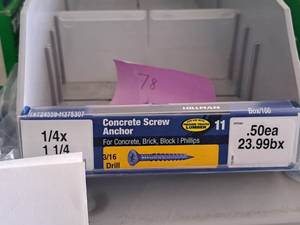 78
HILLMAN
Box/100
1/4x
1 1/4
Concrete Screw
Anchor
For Concrete, Brick, Block | Phillips
3/16
Drill
LUMBER
11
.50ea
23.99bx